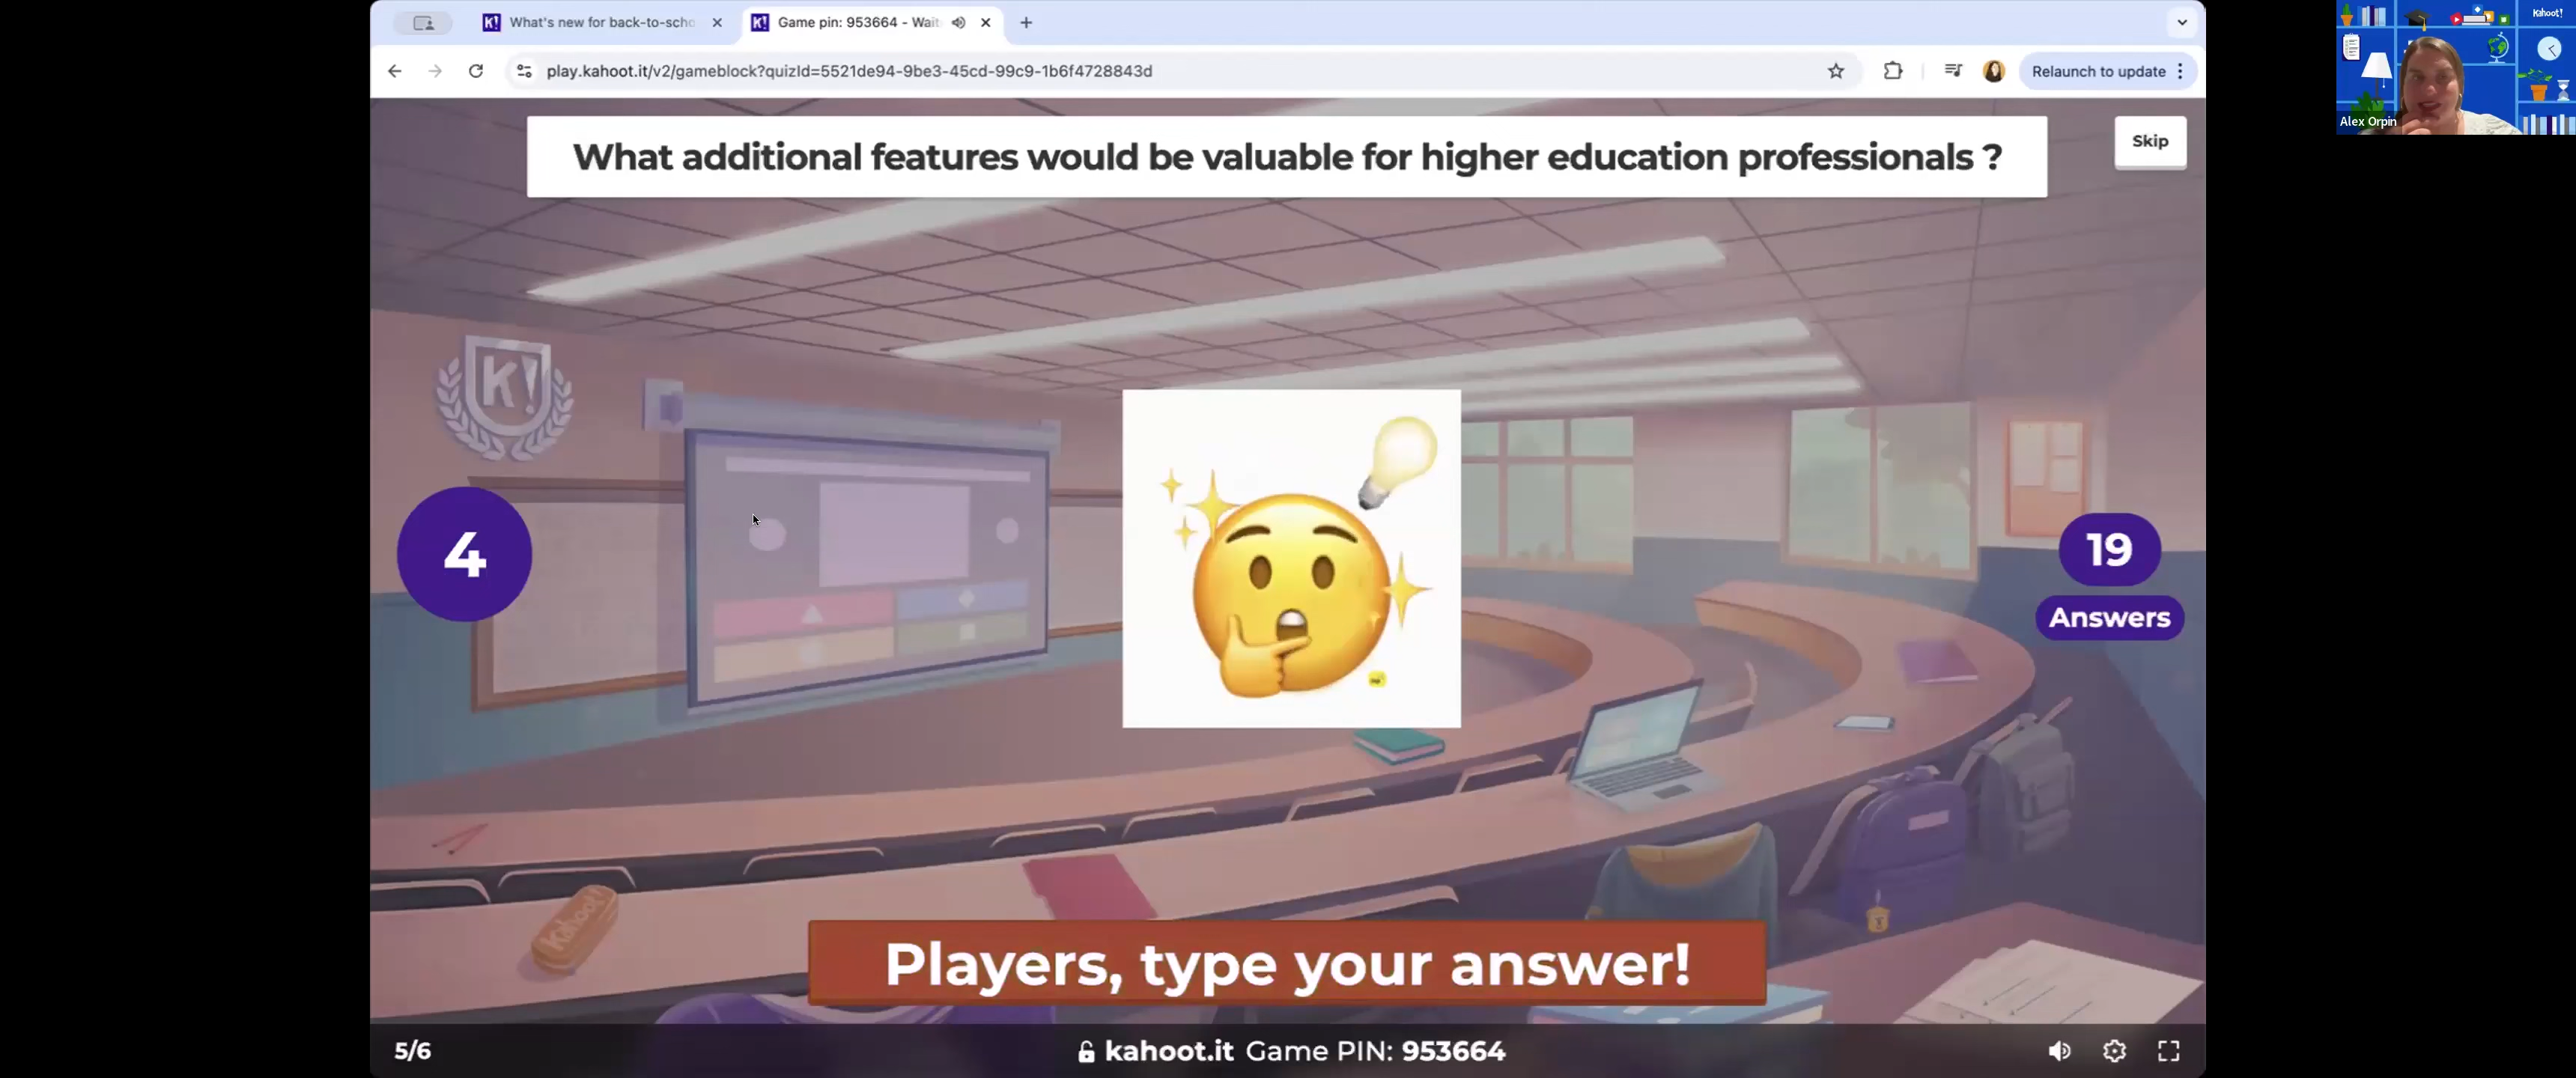 What's new for back-to-scho
Game pin: 953664 - Wait
play.kahoot.it/v2/gameblock?quizId=5521de94-9be3-45cd-99c9-1b6f4728843d
Relaunch to update
What additional features would be valuable for higher education professionals ?
Skip
K!
4
19
Answers
Kahoot!
Players, type your answer!
5/6
kahoot.it Game PIN: 953664
Kahoot!
Alex Orpin